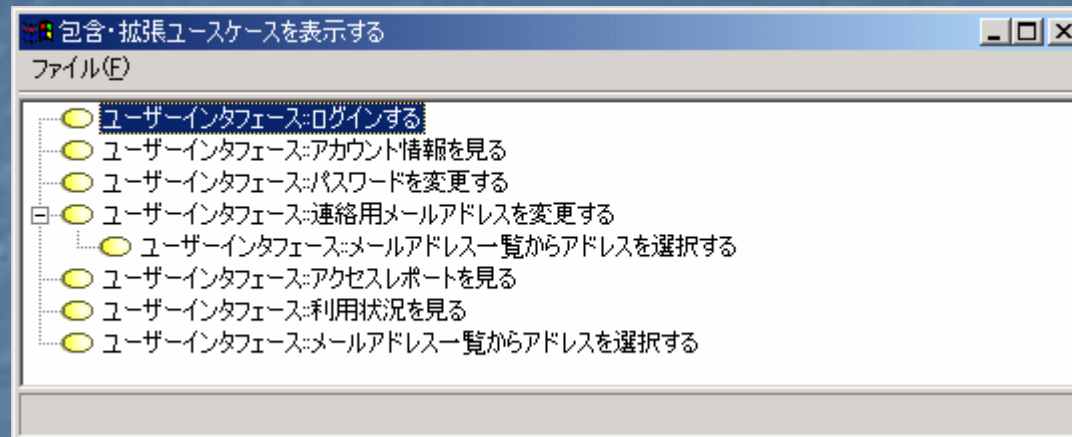 包含・拡張ユースケースを表示する
ファイル(F)
ユーザーインタフェース::ログインする
ユーザーインタフェース::アカウント情報を見る
ユーザーインタフェース::パスワードを変更する
ユーザーインタフェース::連絡用メールアドレスを変更する
ユーザーインタフェース::メールアドレス一覧からアドレスを選択する
ユーザーインタフェース::アクセスレポートを見る
ユーザーインタフェース::利用状況を見る
ユーザーインタフェース::メールアドレス一覧からアドレスを選択する